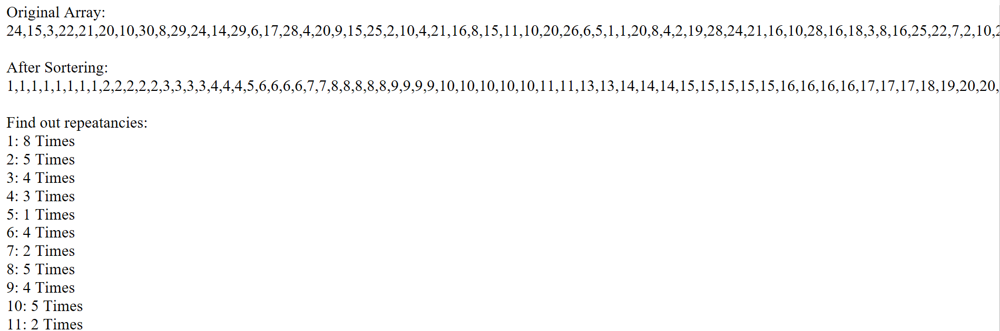 Original Array:
24,15,3,22,21,20,10,30,8,29,24,14,29,6,17,28,4,20,9,15,25,2,10,4,21,16,8,15,11,10,20,26,6,5,1,1,20,8,4,2,19,28,24,21,16,10,28,16,18,3,8,16,25,22,7,2,10,
After Sortering:
1,1,1,1,1,1,1,1,2,2,2,2,2,3,3,3,3,4,4,4,5,6,6,6,6,7,7,8,8,8,8,8,9,9,9,9,10,10,10,10,10,11,11,13,13,14,14,14,15,15,15,15,15,16,16,16,16,17,17,17,18,19,20,20,
Find out repeatancies:
1: 8 Times
2: 5 Times
3: 4 Times
4: 3 Times
5: 1 Times
6: 4 Times
7: 2 Times
8: 5 Times
9: 4 Times
10: 5 Times
11: 2 Times